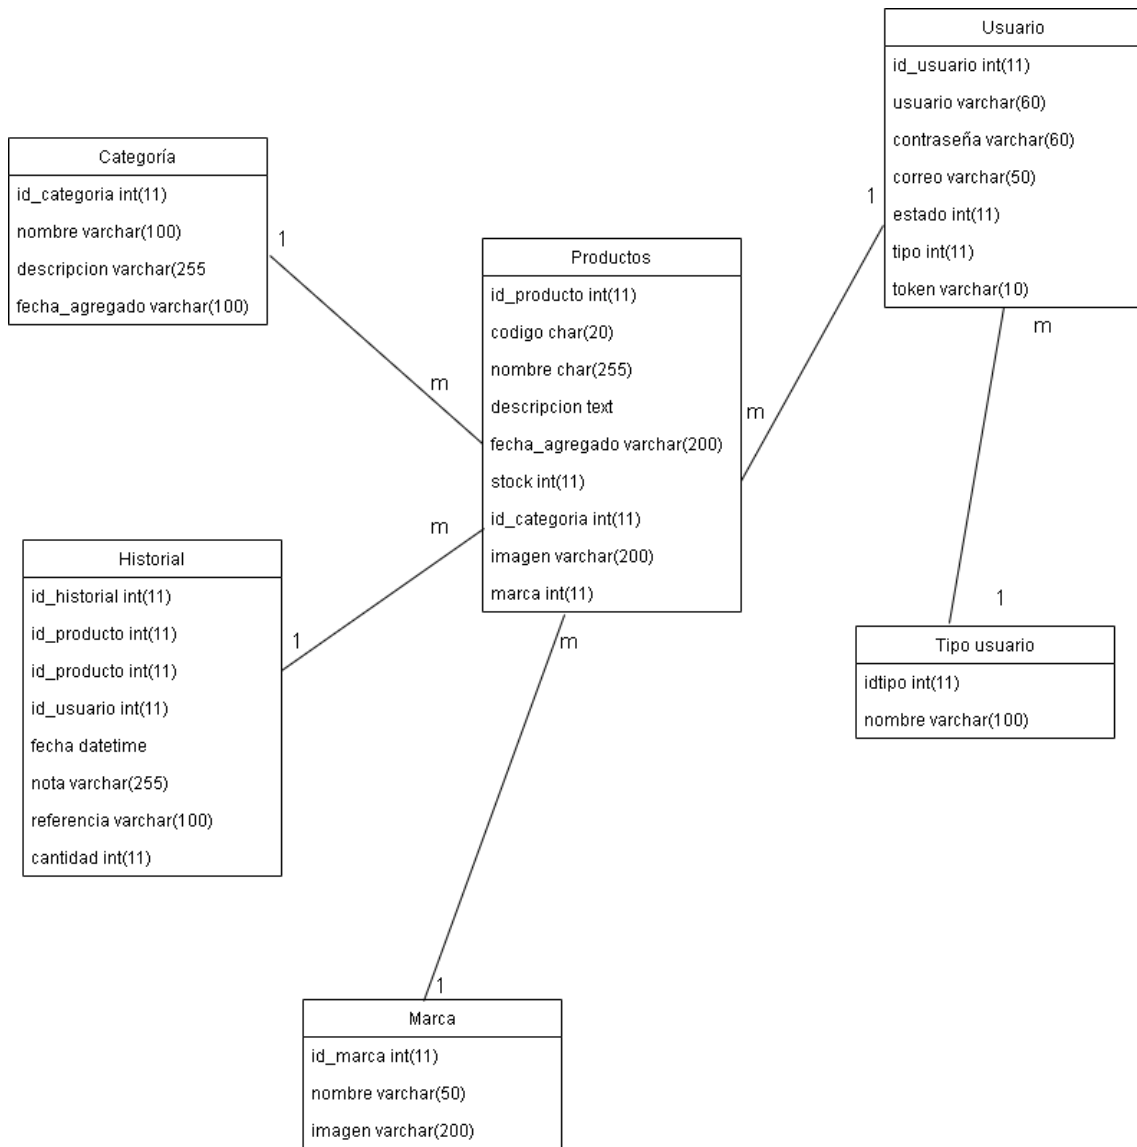 Usuario
id_usuario int(11)
usuario varchar(60)
contraseña varchar(60)
correo varchar(50)
estado int(11)
tipo int(11)
token varchar(10)
1
m
Categoría
id_categoria int(11)
nombre varchar(100)
descripcion varchar(255
fecha_agregado varchar(100)
1
m
Productos
id_producto int(11)
codigo char(20)
nombre char(255)
descripcion text
fecha_agregado varchar(200)
stock int(11)
id_categoria int(11)
imagen varchar(200)
marca int(11)
m
m
m
Historial
id_historial int(11)
id_producto int(11)
id_producto int(11)
id_usuario int(11)
fecha datetime
nota varchar(255)
referencia varchar(100)
cantidad int(11)
1
1
Tipo usuario
idtipo int(11)
nombre varchar(100)
1
Marca
id_marca int(11)
nombre varchar(50)
imagen varchar(200)